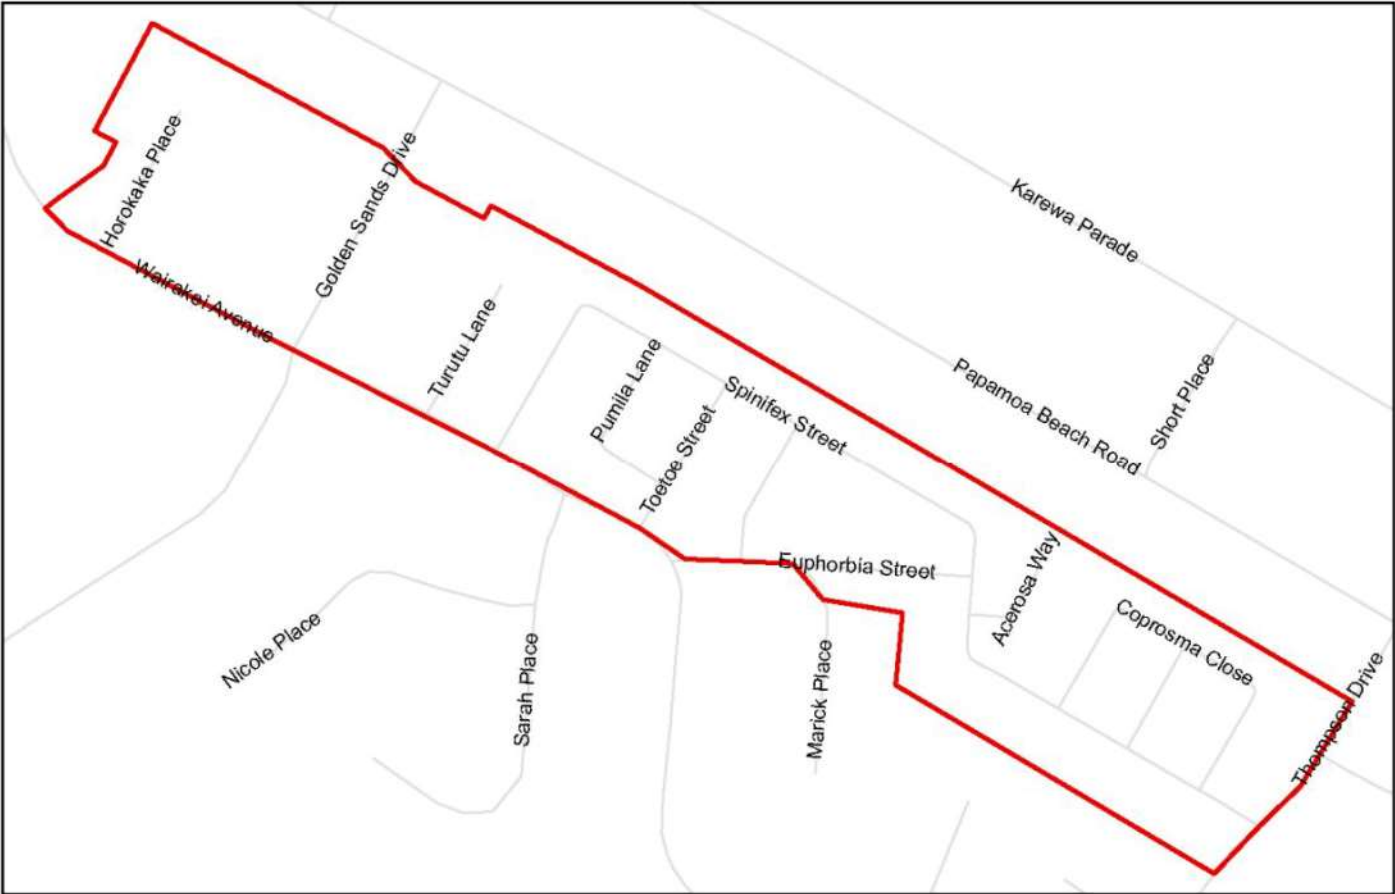 Horokaka Place
Golden Sands Drive
Karewa Parade
Wairakei Avenue
Turutu Lane
Pumila Lane
Spinifex Street
Papamoa Beach Road
Short Place
Toetoe Street
Euphorbia Street
Acerosa Way
Coprosma Close
Nicole Place
Sarah Place
Marick Place
Thompson Drive